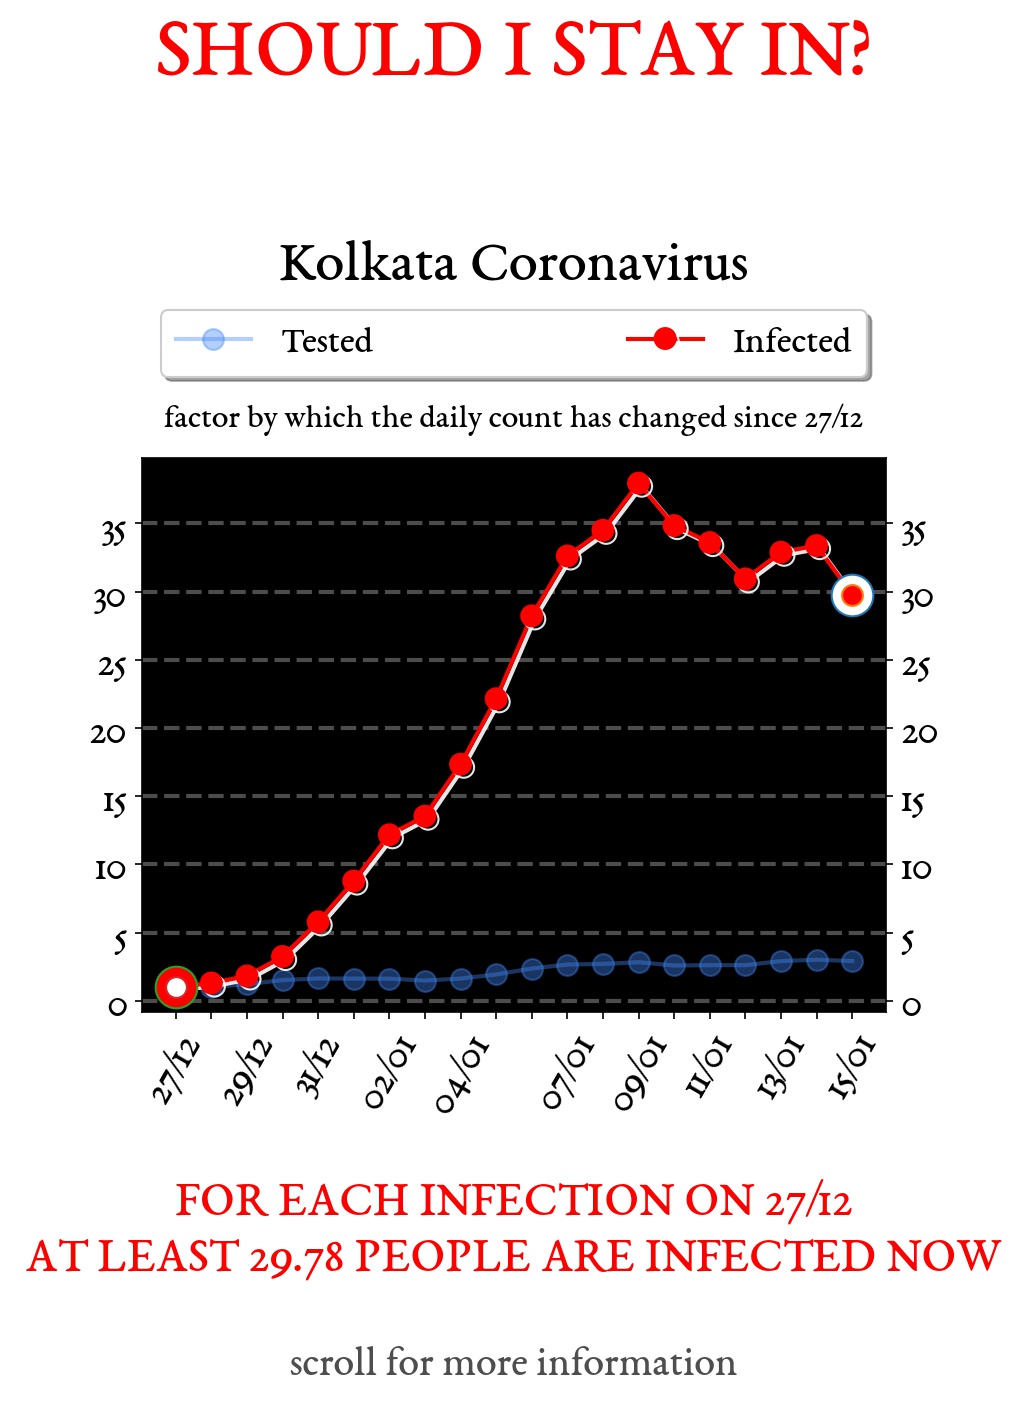 SHOULD I STAY IN?
Kolkata Coronavirus
Tested Infected
factor by which the daily count has changed since 27/12
35 35
30 30
25 25
20 20
15 15
10 10
5 5
0 0
27/12 29/12 31/12 02/01 04/01 07/01 09/01 11/01 13/01 15/01
FOR EACH INFECTION ON 27/12
AT LEAST 29.78 PEOPLE ARE INFECTED NOW
scroll for more information